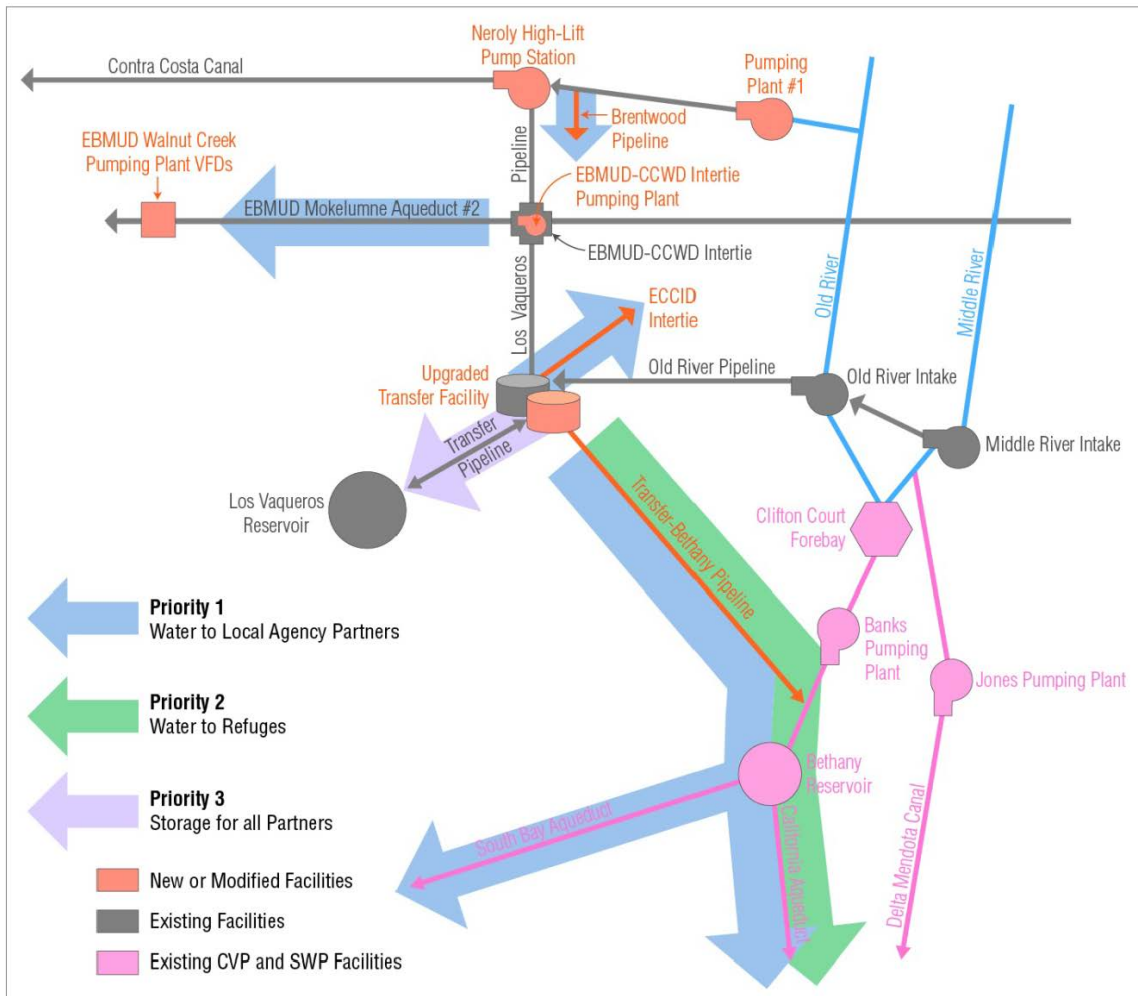 Neroly High-Lift
Pump Station
Contra Costa Canal
Pumping
Plant #1
Brentwood
Pipeline
EBMUD Walnut Creek
Pumping Plant VFDs
Pipeline
EBMUD-CCWD Intertie
Pumping Plant
EBMUD Mokelumne Aqueduct #2
EBMUD-CCWD Intertie
Old River
Middle River
Los Vaqueros
ECCID
Intertie
Old River Pipeline
Old River Intake
Upgraded
Transfer Facility
Transfer
Pipeline
Middle River Intake
Los Vaqueros
Reservoir
Clifton Court
Forebay
Transfer-Bethany Pipeline
Priority 1
Water to Local Agency Partners
Banks
Pumping
Plant
Jones Pumping Plant
Priority 2
Water to Refuges
Bethany
Reservoir
Priority 3
Storage for all Partners
South Bay Aqueduct
California Aqueduct
Delta Mendota Canal
New or Modified Facilities
Existing Facilities
Existing CVP and SWP Facilities